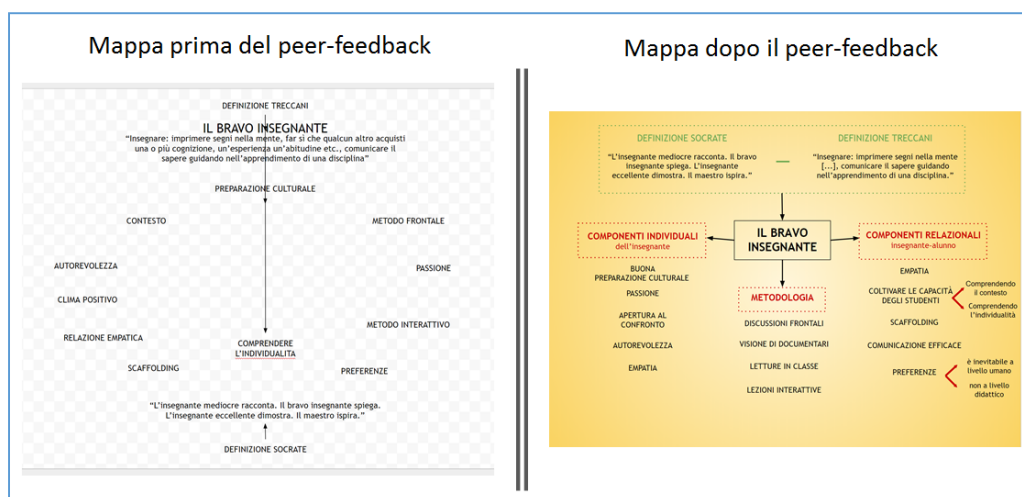 Mappa prima del peer-feedback
DEFINIZIONE TRECCANI
IL BRAVO INSEGNANTE
"Insegnare: imprimere segni nella mente, far sì che qualcun altro acquisti
una o più cognizione, un'esperienza un'abitudine etc., comunicare il
sapere guidando nell'apprendimento di una disciplina"
PREPARAZIONE CULTURALE
CONTESTO
METODO FRONTALE
AUTOREVOLEZZA
PASSIONE
CLIMA POSITIVO
METODO INTERATTIVO
RELAZIONE EMPATICA
COMPRENDERE
L'INDIVIDUALITA
SCAFFOLDING
PREFERENZE
"L'insegnante mediocre racconta. Il bravo insegnante spiega.
L'insegnante eccellente dimostra. Il maestro ispira."
DEFINIZIONE SOCRATE
Mappa dopo il peer-feedback
DEFINIZIONE SOCRATE
"L'insegnante mediocre racconta. Il bravo
insegnante spiega. L'insegnante
eccellente dimostra. Il maestro ispira."
DEFINIZIONE TRECCANI
"Insegnare: imprimere segni nella mente
[...], comunicare il sapere guidando
nell'apprendimento di una disciplina."
IL BRAVO
INSEGNANTE
COMPONENTI INDIVIDUALI
dell'insegnante
BUONA
PREPARAZIONE CULTURALE
PASSIONE
APERTURA AL
CONFRONTO
AUTOREVOLEZZA
EMPATIA
METODOLOGIA
DISCUSSIONI FRONTALI
VISIONE DI DOCUMENTARI
LETTURE IN CLASSE
LEZIONI INTERATTIVE
COMPONENTI RELAZIONALI
insegnante-alunno
EMPATIA
COLTIVARE LE CAPACITÀ
DEGLI STUDENTI
Comprendendo
il contesto
Comprendendo
l'individualità
SCAFFOLDING
COMUNICAZIONE EFFICACE
PREFERENZE
è inevitabile a
livello umano
non a livello
didattico